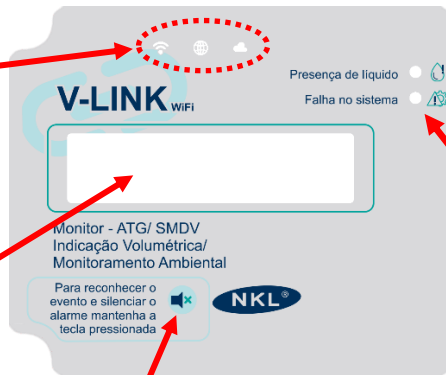 Presença de líquido
Falha no sistema
V-LINK WiFi
Monitor - ATG/ SMDV
Indicação Volumétrica/
Monitoramento Ambiental
Para reconhecer o
evento e silenciar o
alarme mantenha a
tecla pressionada
NKL®